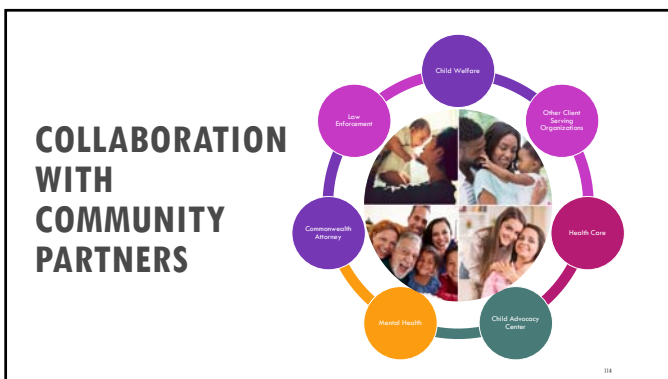 COLLABORATION
WITH
COMMUNITY
PARTNERS
Child Welfare
Other Client
Serving
Organizations
Health Care
Child Advocacy
Center
Mental Health
Commonwealth
Attorney
Law
Enforcement
114